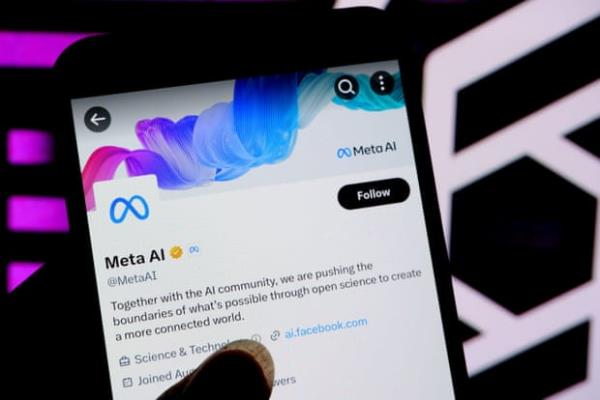 Meta AI
Follow
Meta AI
@MetaAI
Together with the AI community, we are pushing the
boundaries of what's possible through open science to create
a more connected world.
Science & ai.facebook.com
Joined